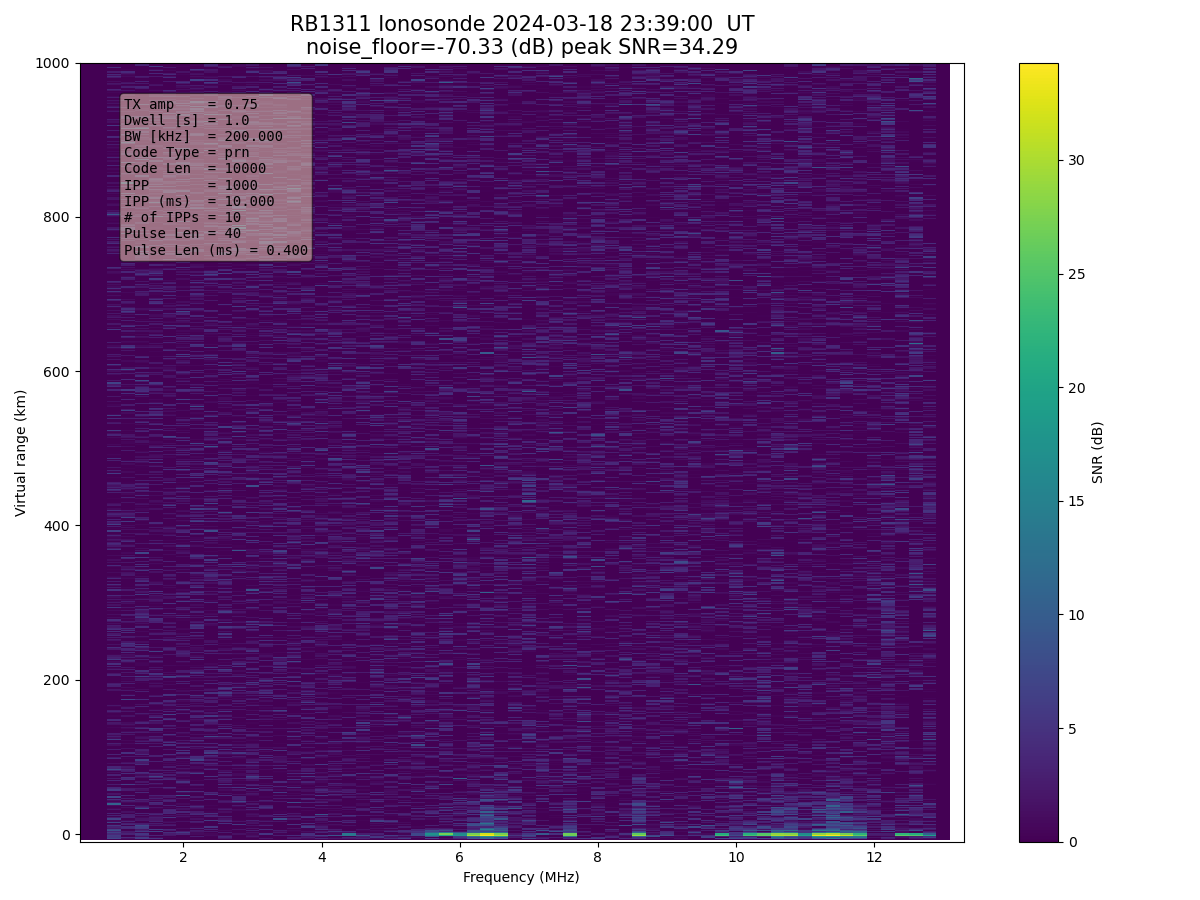 RB1311 Ionosonde 2024-03-18 23:39:00  UT
noise_floor=-70.33 (dB) peak SNR=34.29
TX amp    = 0.75
Dwell [s] = 1.0
BW [kHz]  = 200.000
Code Type = prn
Code Len  = 10000
IPP       = 1000
IPP (ms)  = 10.000
# of IPPs = 10
Pulse Len = 40
Pulse Len (ms) = 0.400
Virtual range (km)
1000
800
600
400
200
0
2 4 6 8 10 12
Frequency (MHz)
30
25
20
15
10
5
0
SNR (dB)